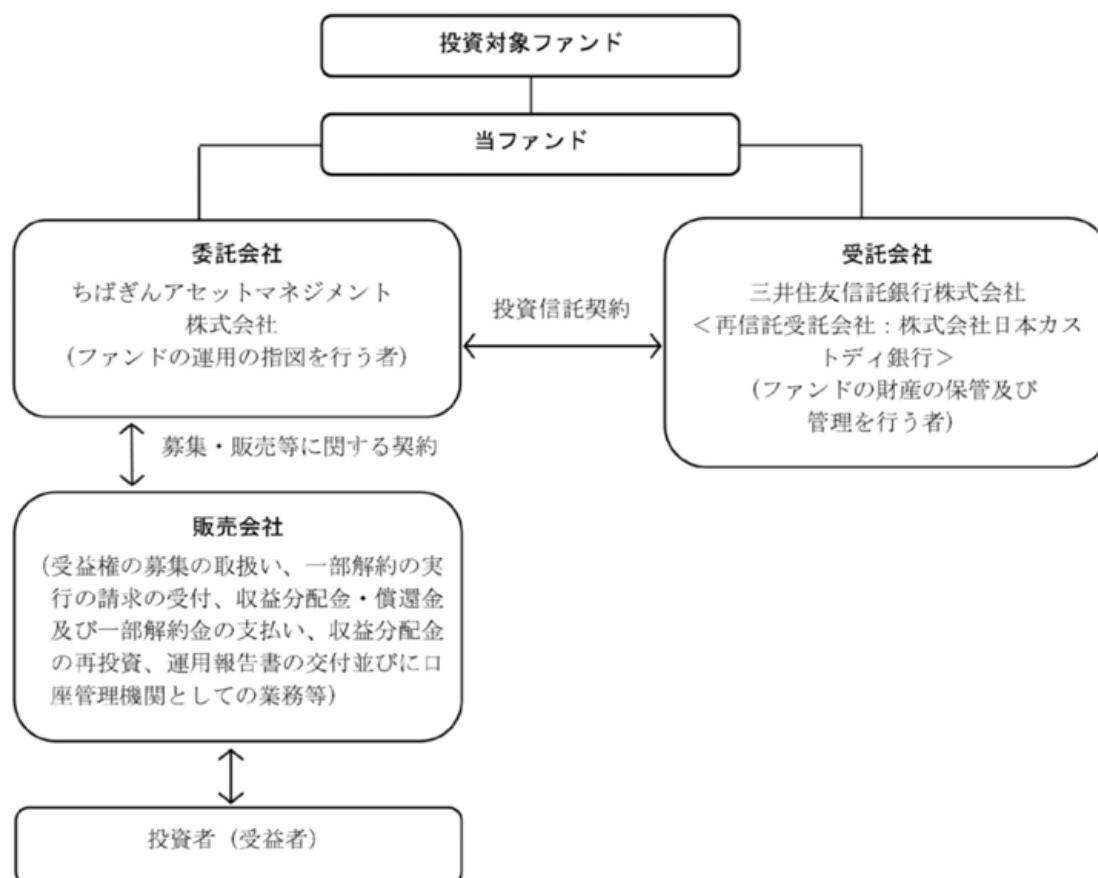 投資対象ファンド
当ファンド
委託会社
ちばぎんアセットマネジメント
株式会社
(ファンドの運用の指図を行う者)
投資信託契約
受託会社
三井住友信託銀行株式会社
＜再信託受託会社：株式会社日本カス
トディ銀行＞
(ファンドの財産の保管及び
管理を行う者)
募集・販売等に関する契約
販売会社
(受益権の募集の取扱い、一部解約の実
行の請求の受付、収益分配金・償還金
及び一部解約金の支払い、収益分配金
の再投資、運用報告書の交付並びに口
座管理機関としての業務等)
投資者（受益者）